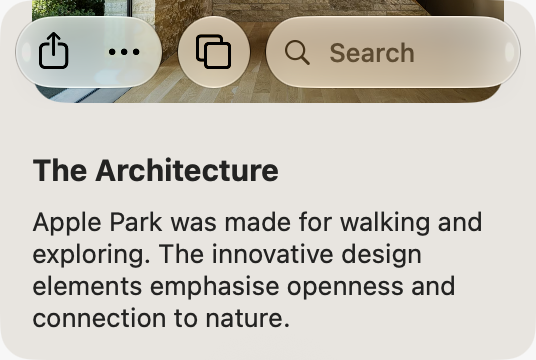 Search
The Architecture
Apple Park was made for walking and
exploring. The innovative design
elements emphasise openness and
connection to nature.